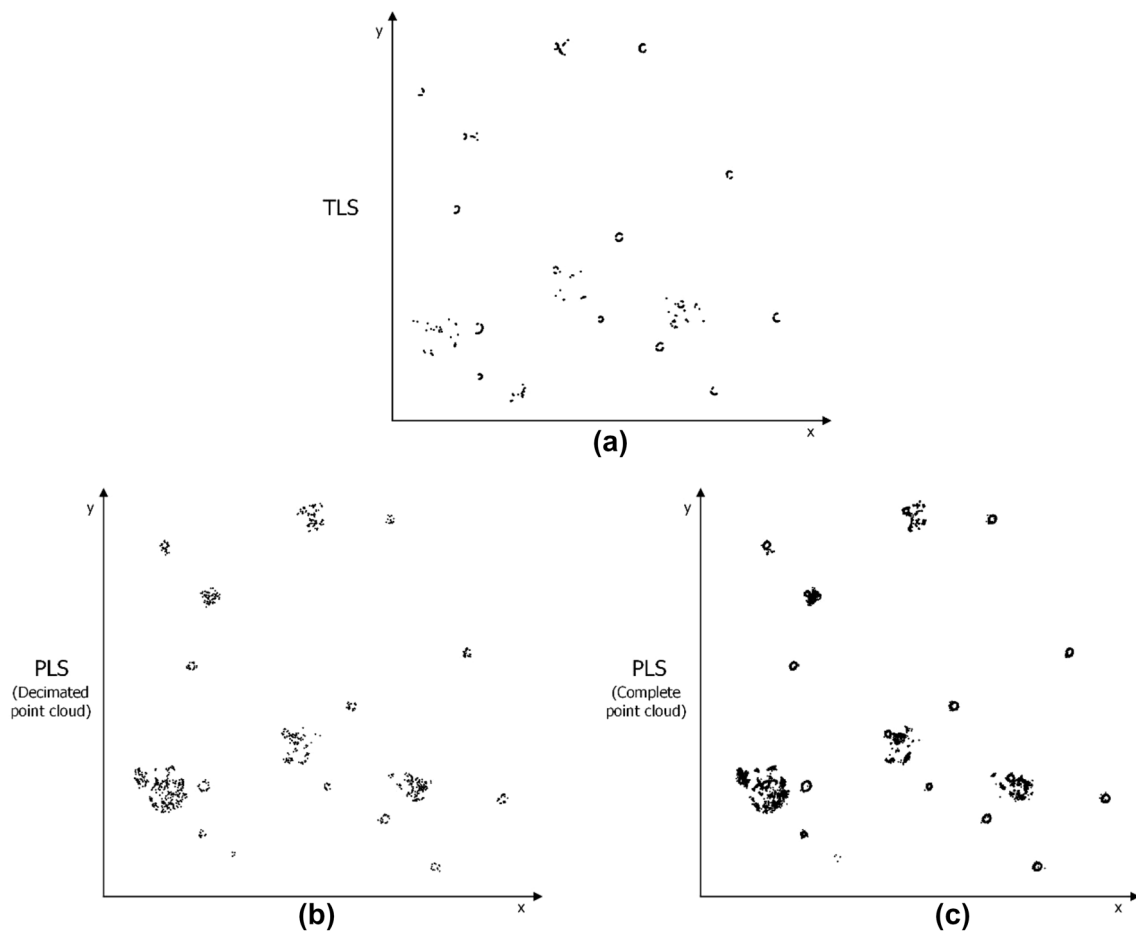 y
TLS
x
(a)
y
PLS
(Decimated
point cloud)
x
(b)
y
PLS
(Complete
point cloud)
x
(c)